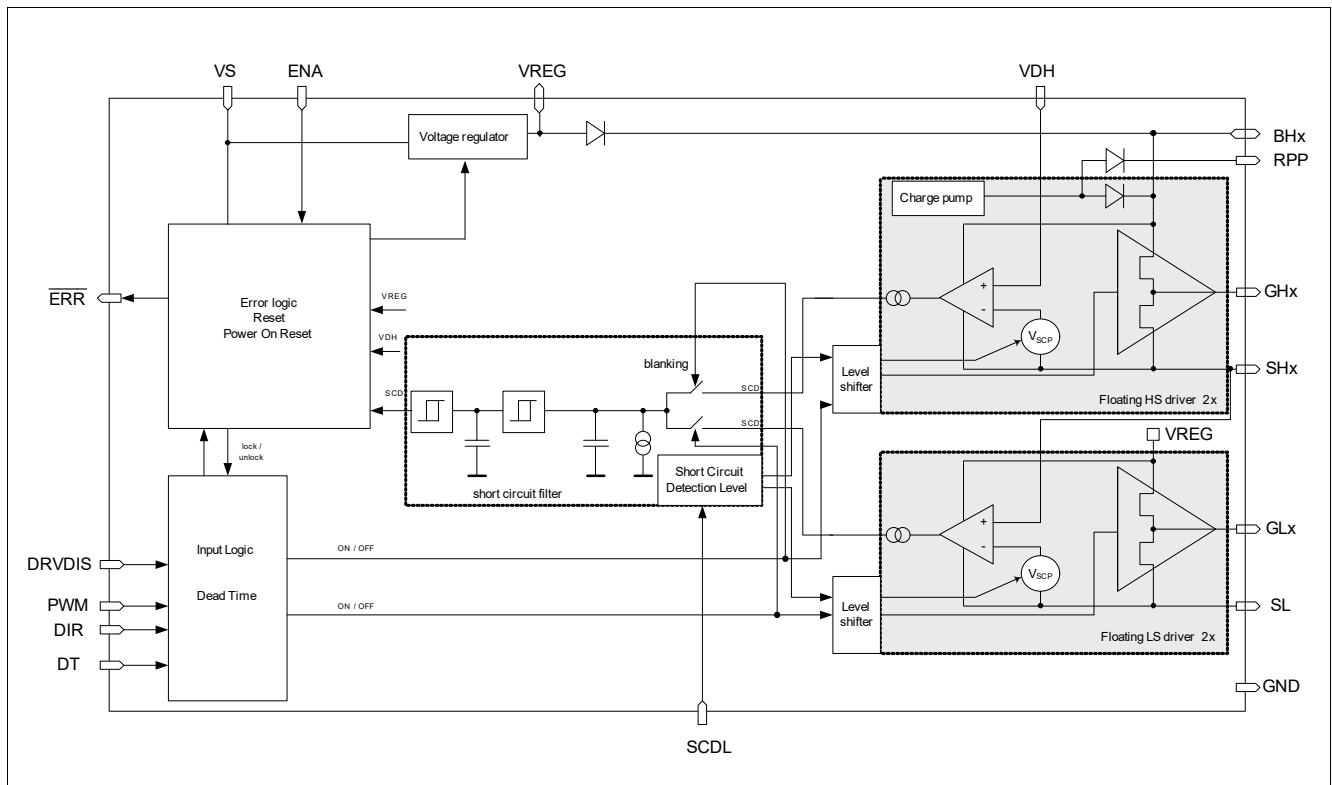 VS
ENA
VREG
VDH
Voltage regulator
BHx
RPP
Charge pump
ERR
Error logic
Reset
Power On Reset
VREG
VDH
SCD
+
-
VSCP
GHx
SHx
blanking
SCD
SCD
Level
shifter
Floating HS driver 2x
VREG
lock /
unlock
short circuit filter
Short Circuit
Detection Level
Input Logic
Dead Time
ON / OFF
ON / OFF
+
-
VSCP
GLx
SL
Level
shifter
Floating LS driver 2x
DRVDIS
PWM
DIR
DT
GND
SCDL